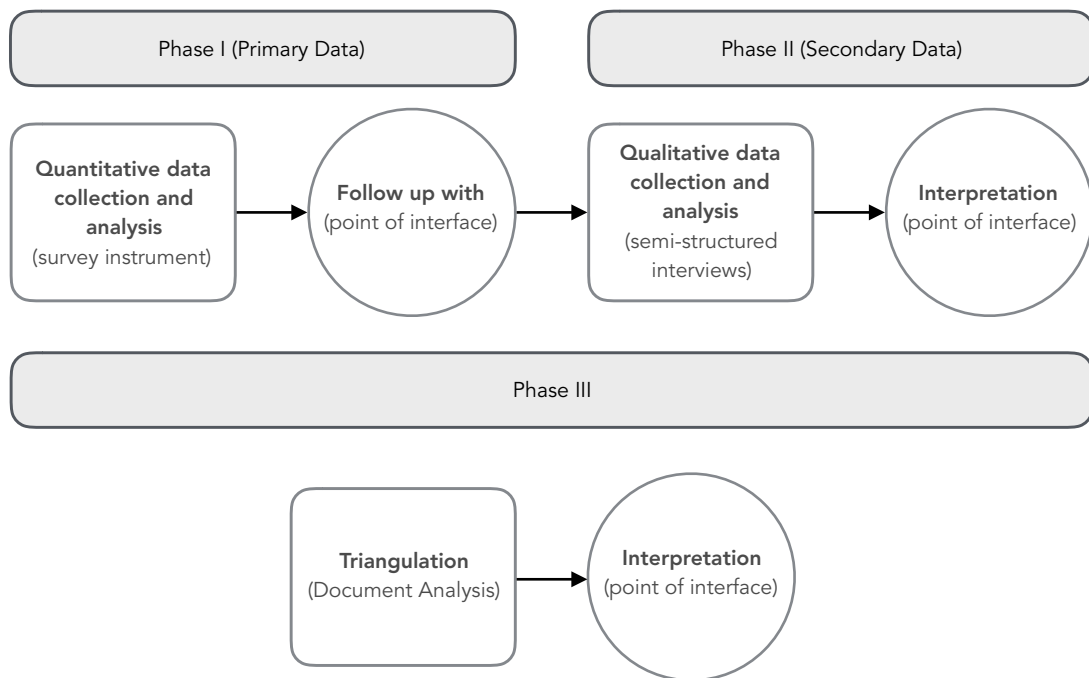 Phase I (Primary Data)
Phase II (Secondary Data)
Quantitative data
collection and
analysis
(survey instrument)
Follow up with
(point of interface)
Qualitative data
collection and
analysis
(semi-structured
interviews)
Interpretation
(point of interface)
Phase III
Triangulation
(Document Analysis)
Interpretation
(point of interface)